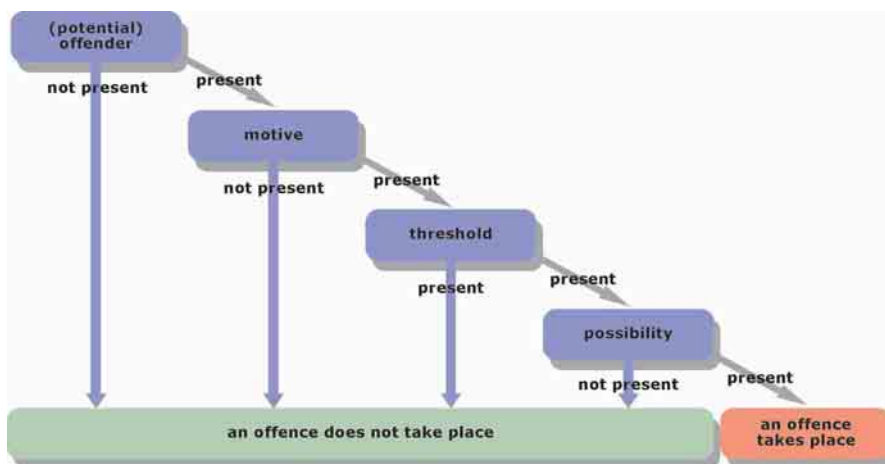 (potential)
offender
not present
present
motive
not present
present
threshold
present
present
possibility
not present
present
an offence does not take place
an offence
takes place